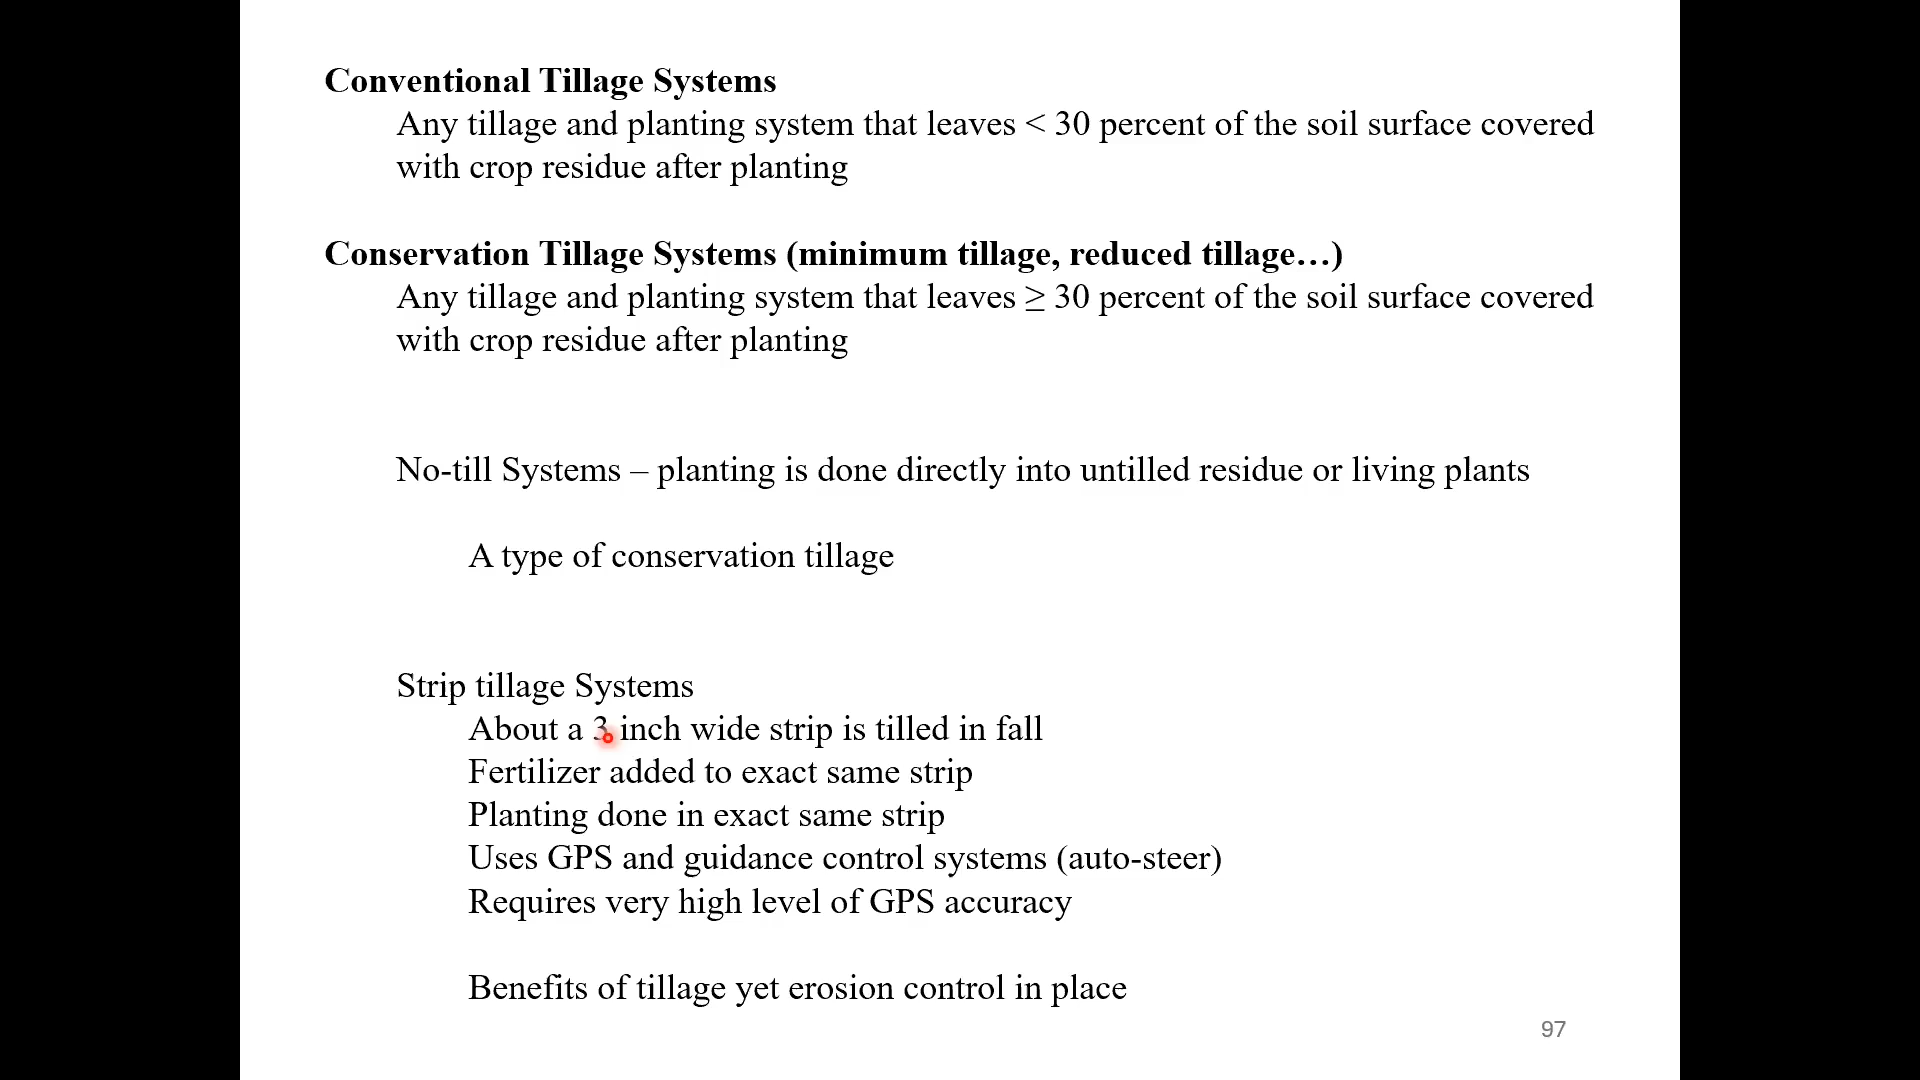 Conventional Tillage Systems
Any tillage and planting system that leaves < 30 percent of the soil surface covered
with crop residue after planting
Conservation Tillage Systems (minimum tillage, reduced tillage…)
Any tillage and planting system that leaves ≥ 30 percent of the soil surface covered
with crop residue after planting
No-till Systems – planting is done directly into untilled residue or living plants
A type of conservation tillage
Strip tillage Systems
About a 3 inch wide strip is tilled in fall
Fertilizer added to exact same strip
Planting done in exact same strip
Uses GPS and guidance control systems (auto-steer)
Requires very high level of GPS accuracy
Benefits of tillage yet erosion control in place
97